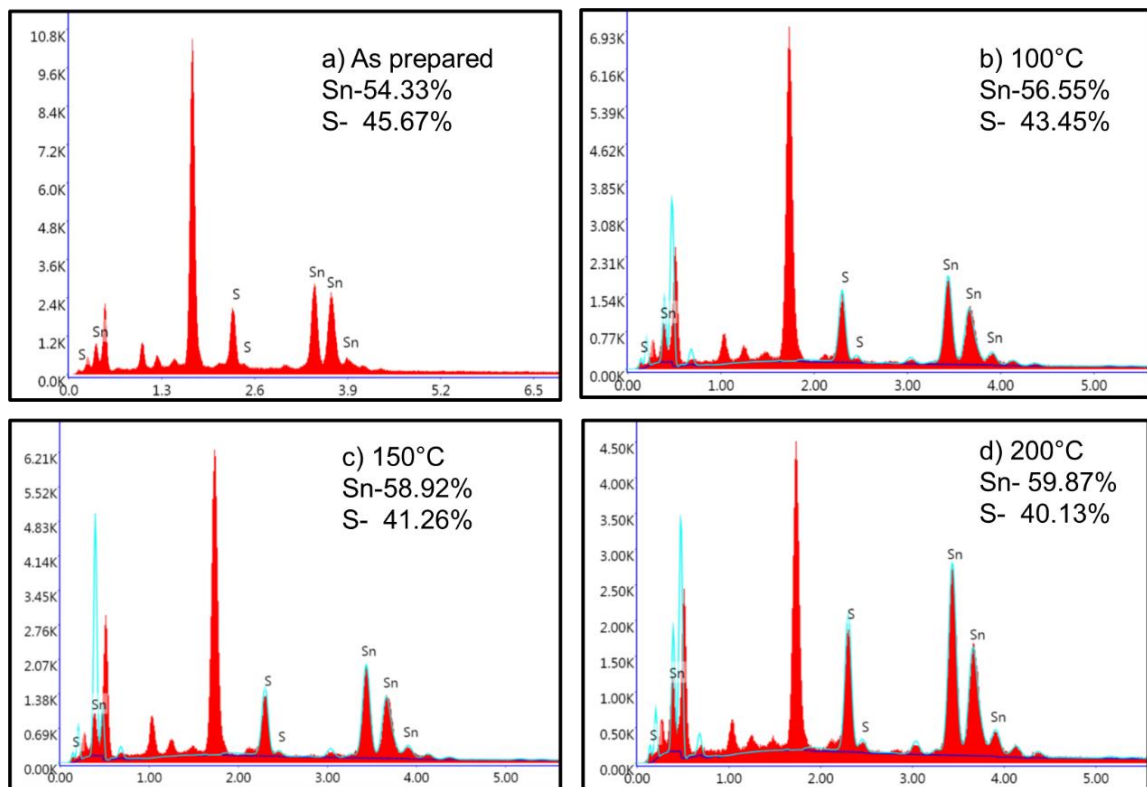 a) As prepared
Sn-54.33%
S- 45.67%
10.8K
9.6K
8.4K
7.2K
6.0K
4.8K
3.6K
2.4K
1.2K
0.0K
S
Sn
S
S
Sn
Sn
Sn
0.0 1.3 2.6 3.9 5.2 6.5
b) 100°C
Sn-56.55%
S- 43.45%
6.93K
6.16K
5.39K
4.62K
3.85K
3.08K
2.31K
1.54K
0.77K
0.00K
S
Sn
S
S
Sn
Sn
Sn
0.00 1.00 2.00 3.00 4.00 5.00
c) 150°C
Sn-58.92%
S- 41.26%
6.21K
5.52K
4.83K
4.14K
3.45K
2.76K
2.07K
1.38K
0.69K
0.00K
S
Sn
S
S
Sn
Sn
Sn
0.00 1.00 2.00 3.00 4.00 5.00
d) 200°C
Sn- 59.87%
S- 40.13%
4.50K
4.00K
3.50K
3.00K
2.50K
2.00K
1.50K
1.00K
0.50K
0.00K
S
Sn
S
S
Sn
Sn
Sn
0.00 1.00 2.00 3.00 4.00 5.00